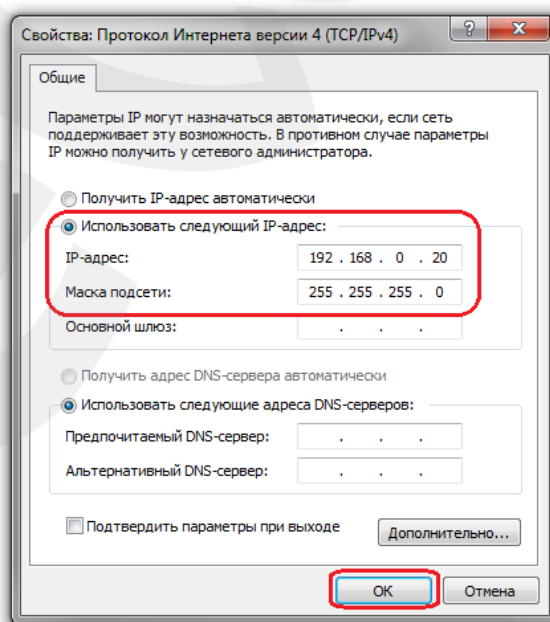 Свойства: Протокол Интернета версии 4 (TCP/IPv4)
Общие
Параметры IP могут назначаться автоматически, если сеть
поддерживает эту возможность. В противном случае параметры
IP можно получить у сетевого администратора.
Получить IP-адрес автоматически
Использовать следующий IP-адрес:
IP-адрес: 192 . 168 . 0 . 20
Маска подсети: 255 . 255 . 255 . 0
Основной шлюз: . . .
Получить адрес DNS-сервера автоматически
Использовать следующие адреса DNS-серверов:
Предпочитаемый DNS-сервер: . . .
Альтернативный DNS-сервер: . . .
Подтвердить параметры при выходе
Дополнительно...
ОК Отмена